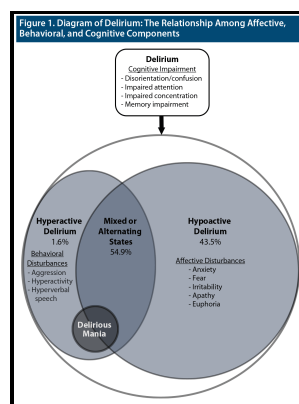 Figure 1. Diagram of Delirium: The Relationship Among Affective,
Behavioral, and Cognitive Components
Delirium
Cognitive Impairment
- Disorientation/confusion
- Impaired attention
- Impaired concentration
- Memory impairment
Hyperactive
Delirium
1.6%
Behavioral
Disturbances
- Aggression
- Hyperactivity
- Hyperverbal
speech
Mixed or
Alternating
States
54.9%
Delirious
Mania
Hypoactive
Delirium
43.5%
Affective Disturbances
- Anxiety
- Fear
- Irritability
- Apathy
- Euphoria